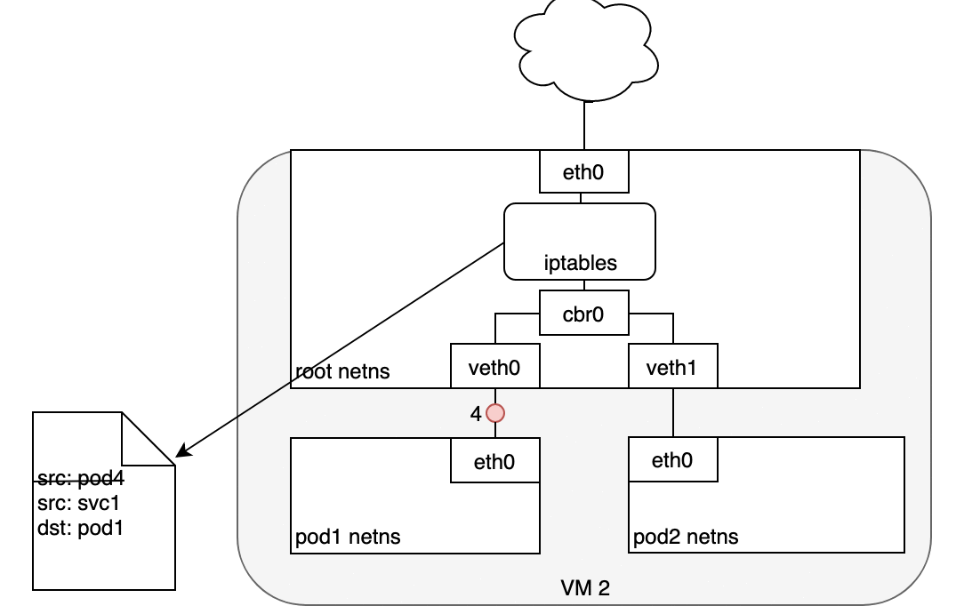 eth0
iptables
cbr0
veth0
veth1
root netns
4
eth0
eth0
src: pod4
src: svc1
dst: pod1
pod1 netns
pod2 netns
VM 2